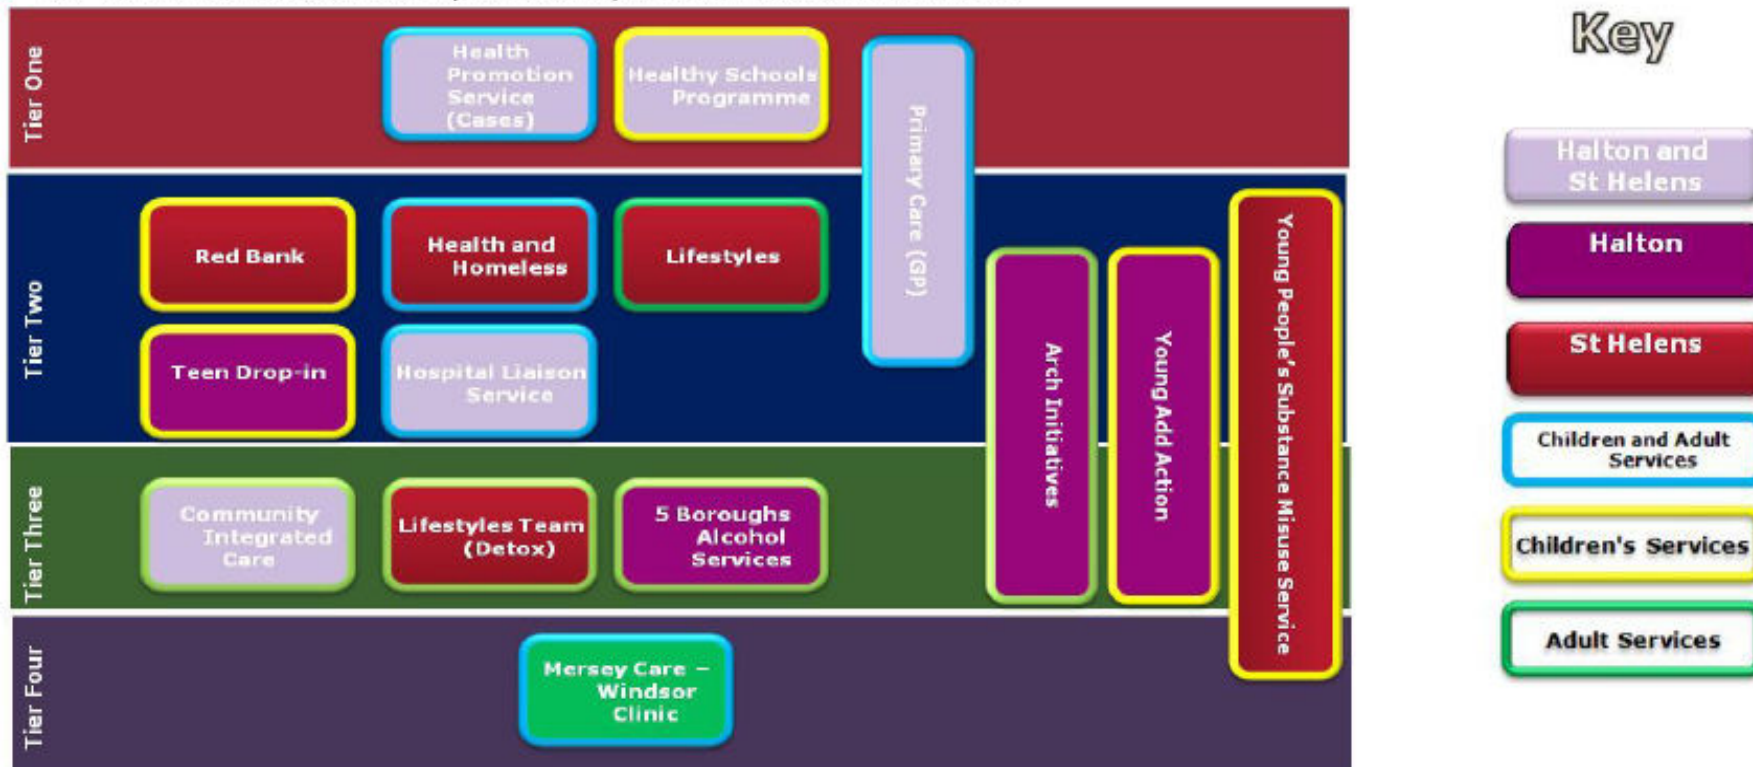 Tier One
Health
Promotion
Service
(Cases)
Healthy Schools
Programme
Primary Care (GP)
Tier Two
Red Bank
Health and
Homeless
Lifestyles
Teen Drop-in
Hospital Liaison
Service
Arch Initiatives
Young Add Action
Young People's Substance Misuse Service
Tier Three
Community
Integrated
Care
Lifestyles Team
(Detox)
5 Boroughs
Alcohol
Services
Tier Four
Mersey Care –
Windsor
Clinic
Key
Halton and
St Helens
Halton
St Helens
Children and Adult
Services
Children's Services
Adult Services